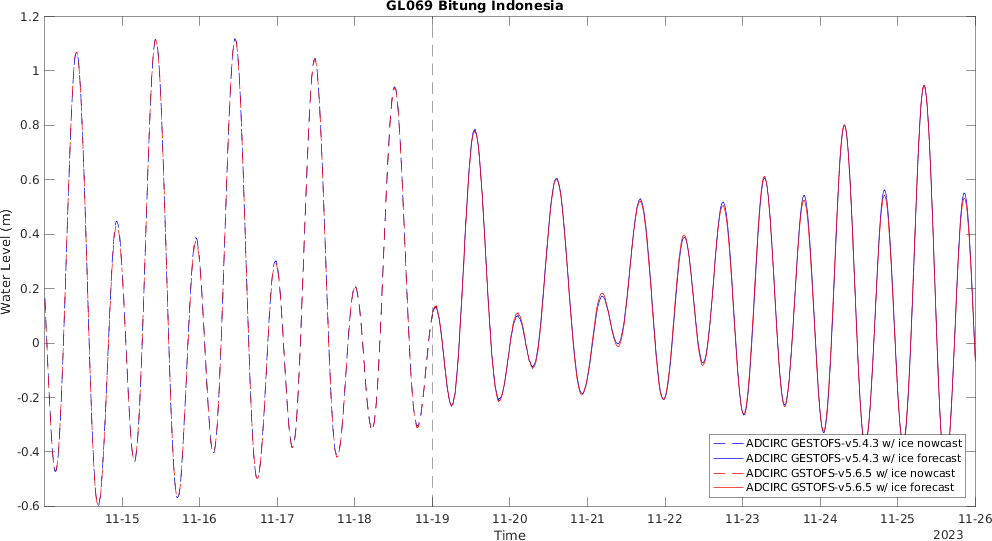 GL069 Bitung Indonesia
1.2
1
0.8
0.6
0.4
0.2
0
-0.2
-0.4
-0.6
Water Level (m)
11-15 11-16 11-17 11-18 11-19 11-20 11-21 11-22 11-23 11-24 11-25 11-26
Time
2023
ADCIRC GESTOFS-v5.4.3 w/ ice nowcast
ADCIRC GESTOFS-v5.4.3 w/ ice forecast
ADCIRC GSTOFS-v5.6.5 w/ ice nowcast
ADCIRC GSTOFS-v5.6.5 w/ ice forecast